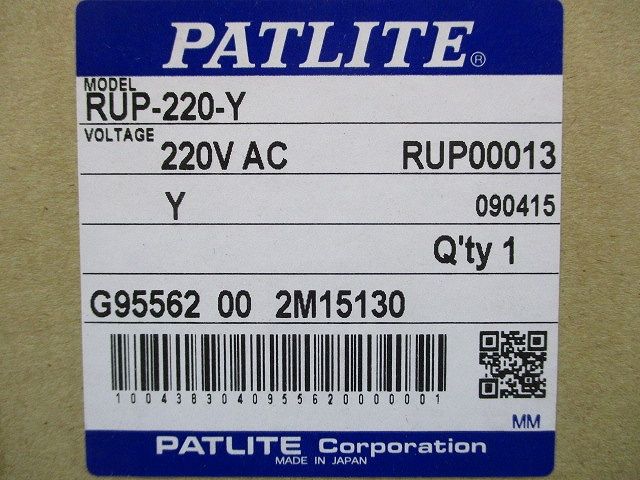 PATLITE®
MODEL
RUP-220-Y
VOLTAGE
220V AC RUP00013
Y 090415
Q'ty 1
G95562 00 2M15130
1004383040955620000001
MM
PATLITE Corporation
MADE IN JAPAN